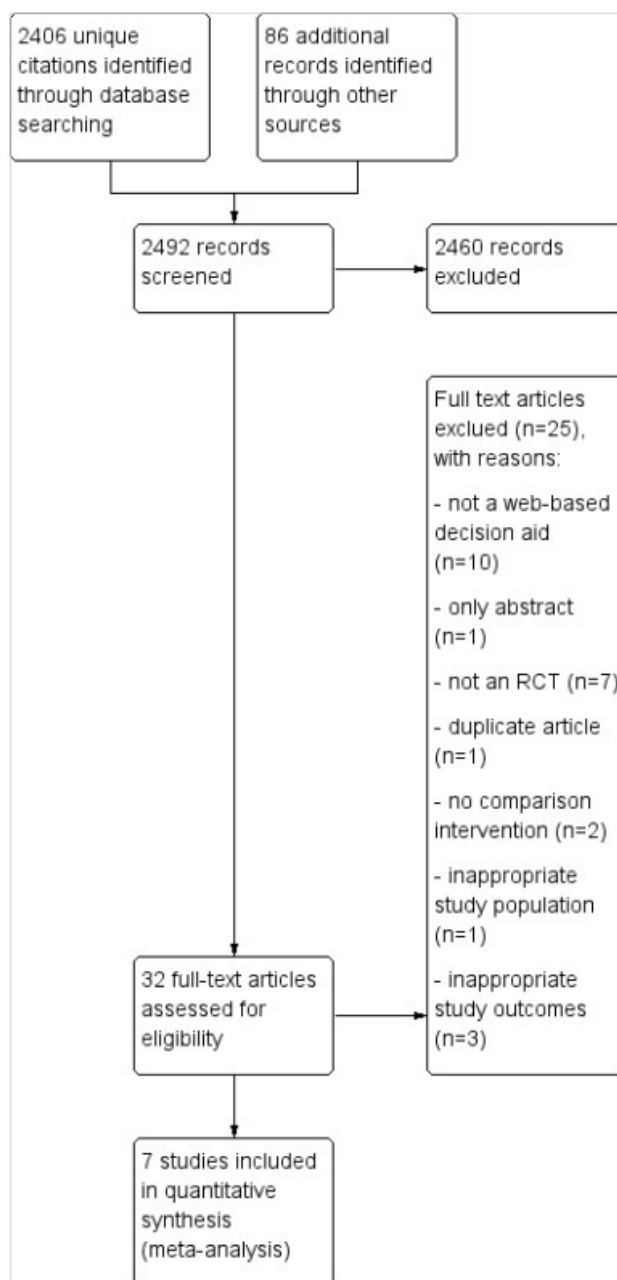 2406 unique
citations identified
through database
searching
86 additional
records identified
through other
sources
2492 records
screened
2460 records
excluded
Full text articles
exclued (n=25),
with reasons:
- not a web-based
decision aid
(n=10)
- only abstract
(n=1)
- not an RCT (n=7)
- duplicate article
(n=1)
- no comparison
intervention (n=2)
- inappropriate
study population
(n=1)
- inappropriate
study outcomes
(n=3)
32 full-text articles
assessed for
eligibility
7 studies included
in quantitative
synthesis
(meta-analysis)